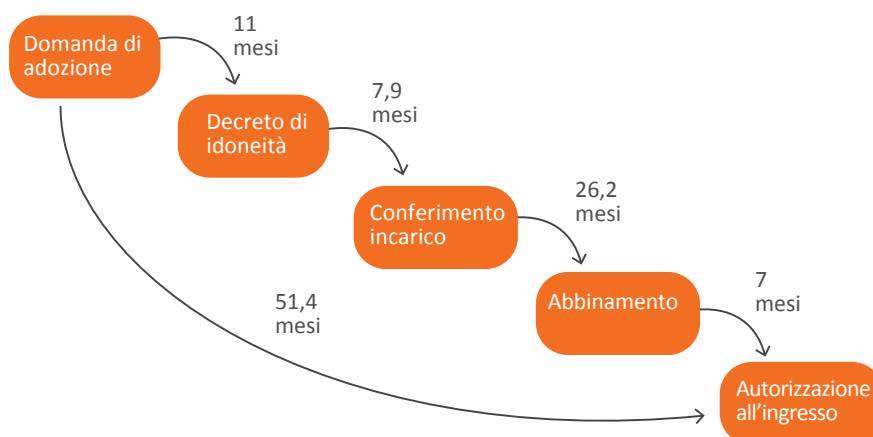 Domanda di
adozione
11
mesi
Decreto di
idoneità
7,9
mesi
Conferimento
incarico
26,2
mesi
Abbinamento
7
mesi
51,4
mesi
Autorizzazione
all'ingresso